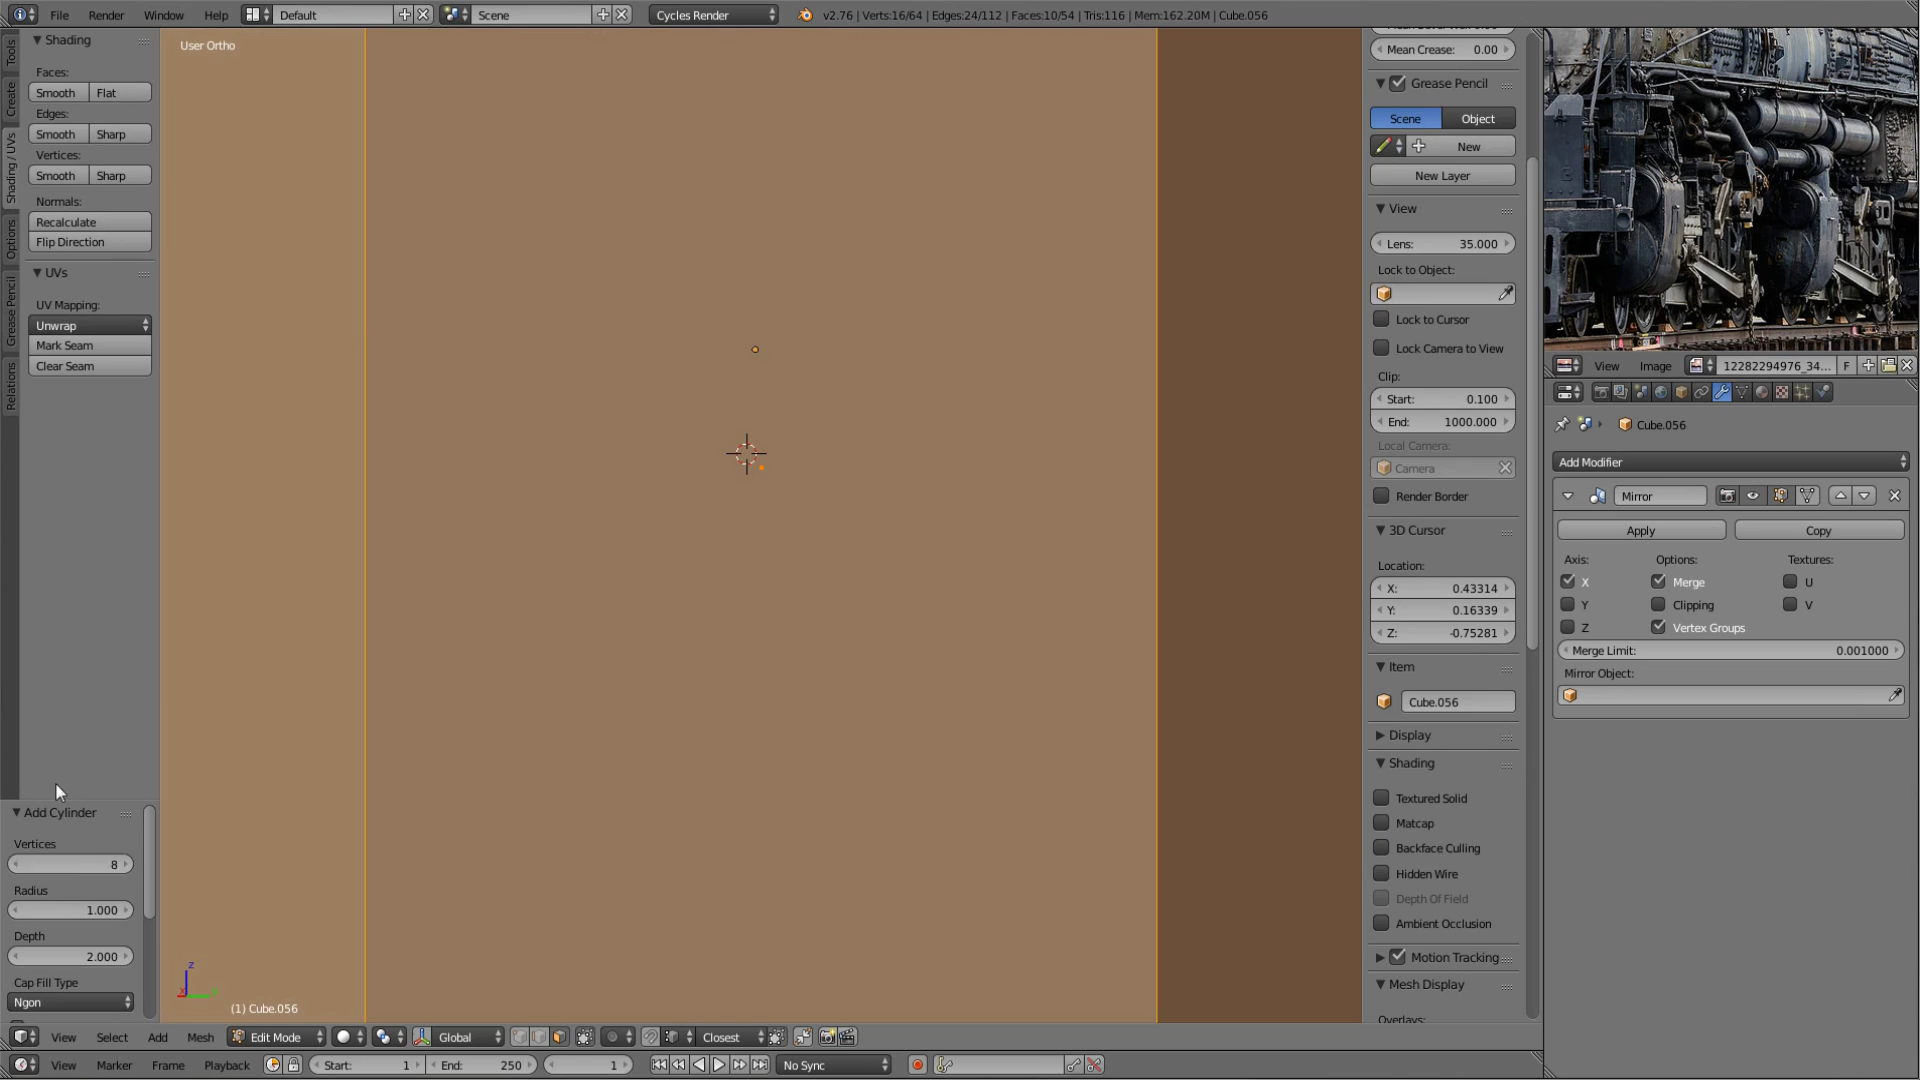 File Render Window Help Default Scene Cycles Render v2.76 | Verts:16/64 | Edges:24/112 | Faces:10/54 | Tris:116 | Mem:162.20M | Cube.056
Tools
Create
Shading / UVs
Options
Grease Pencil
Relations
Shading
Faces:
Smooth Flat
Edges:
Smooth Sharp
Vertices:
Smooth Sharp
Normals:
Recalculate
Flip Direction
UVs
UV Mapping:
Unwrap
Mark Seam
Clear Seam
Add Cylinder
Vertices
8
Radius
1.000
Depth
2.000
Cap Fill Type
Ngon
User Ortho
(1) Cube.056
Mean Crease: 0.00
Grease Pencil
Scene Object
New
New Layer
View
Lens: 35.000
Lock to Object:
Lock to Cursor
Lock Camera to View
Clip:
Start: 0.100
End: 1000.000
Local Camera:
Camera
Render Border
3D Cursor
Location:
X: 0.43314
Y: 0.16339
Z: -0.75281
Item
Cube.056
Display
Shading
Textured Solid
Matcap
Backface Culling
Hidden Wire
Depth Of Field
Ambient Occlusion
Motion Tracking
Mesh Display
View Image 12282294976_34... F
Cube.056
Add Modifier
Mirror
Apply Copy
Axis: Options: Textures:
X Merge U
Y Clipping V
Z Vertex Groups
Merge Limit: 0.001000
Mirror Object:
View Select Add Mesh Edit Mode Global Closest
View Marker Frame Playback Start: 1 End: 250 1 No Sync